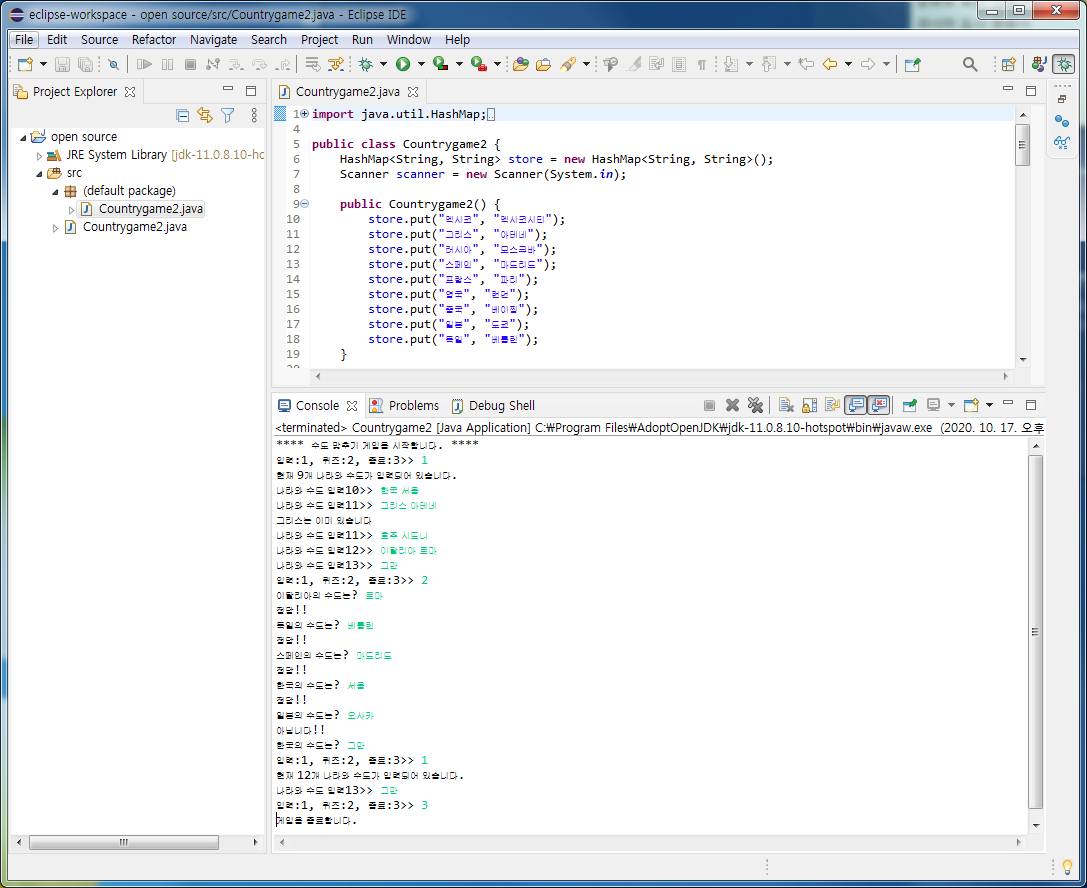 eclipse-workspace - open source/src/Countrygame2.java - Eclipse IDE
File Edit Source Refactor Navigate Search Project Run Window Help
Project Explorer
open source
JRE System Library [jdk-11.0.8.10-ho
src
(default package)
Countrygame2.java
Countrygame2.java
Countrygame2.java
1 import java.util.HashMap;
4
5 public class Countrygame2 {
6 HashMap<String, String> store = new HashMap<String, String>();
7 Scanner scanner = new Scanner(System.in);
8
9 public Countrygame2() {
10 store.put("멕시코", "멕시코시티");
11 store.put("그리스", "아테네");
12 store.put("러시아", "모스크바");
13 store.put("스페인", "마드리드");
14 store.put("프랑스", "파리");
15 store.put("영국", "런던");
16 store.put("중국", "베이찡");
17 store.put("일본", "도쿄");
18 store.put("독일", "베를린");
19 }
Console Problems Debug Shell
<terminated> Countrygame2 [Java Application] C:₩Program Files₩AdoptOpenJDK₩jdk-11.0.8.10-hotspot₩bin₩javaw.exe (2020. 10. 17. 오후
**** 수도 맞추기 게임을 시작합니다. ****
입력:1, 퀴즈:2, 종료:3>> 1
현재 9개 나라와 수도가 입력되어 있습니다.
나라와 수도 입력10>> 한국 서울
나라와 수도 입력11>> 그리스 아테네
그리스는 이미 있습니다
나라와 수도 입력11>> 호주 시드니
나라와 수도 입력12>> 이탈리아 로마
나라와 수도 입력13>> 그만
입력:1, 퀴즈:2, 종료:3>> 2
이탈리아의 수도는? 로마
정답!!
독일의 수도는? 베를린
정답!!
스페인의 수도는? 마드리드
정답!!
한국의 수도는? 서울
정답!!
일본의 수도는? 오사카
아닙니다!!
한국의 수도는? 그만
입력:1, 퀴즈:2, 종료:3>> 1
현재 12개 나라와 수도가 입력되어 있습니다.
나라와 수도 입력13>> 그만
입력:1, 퀴즈:2, 종료:3>> 3
게임을 종료합니다.